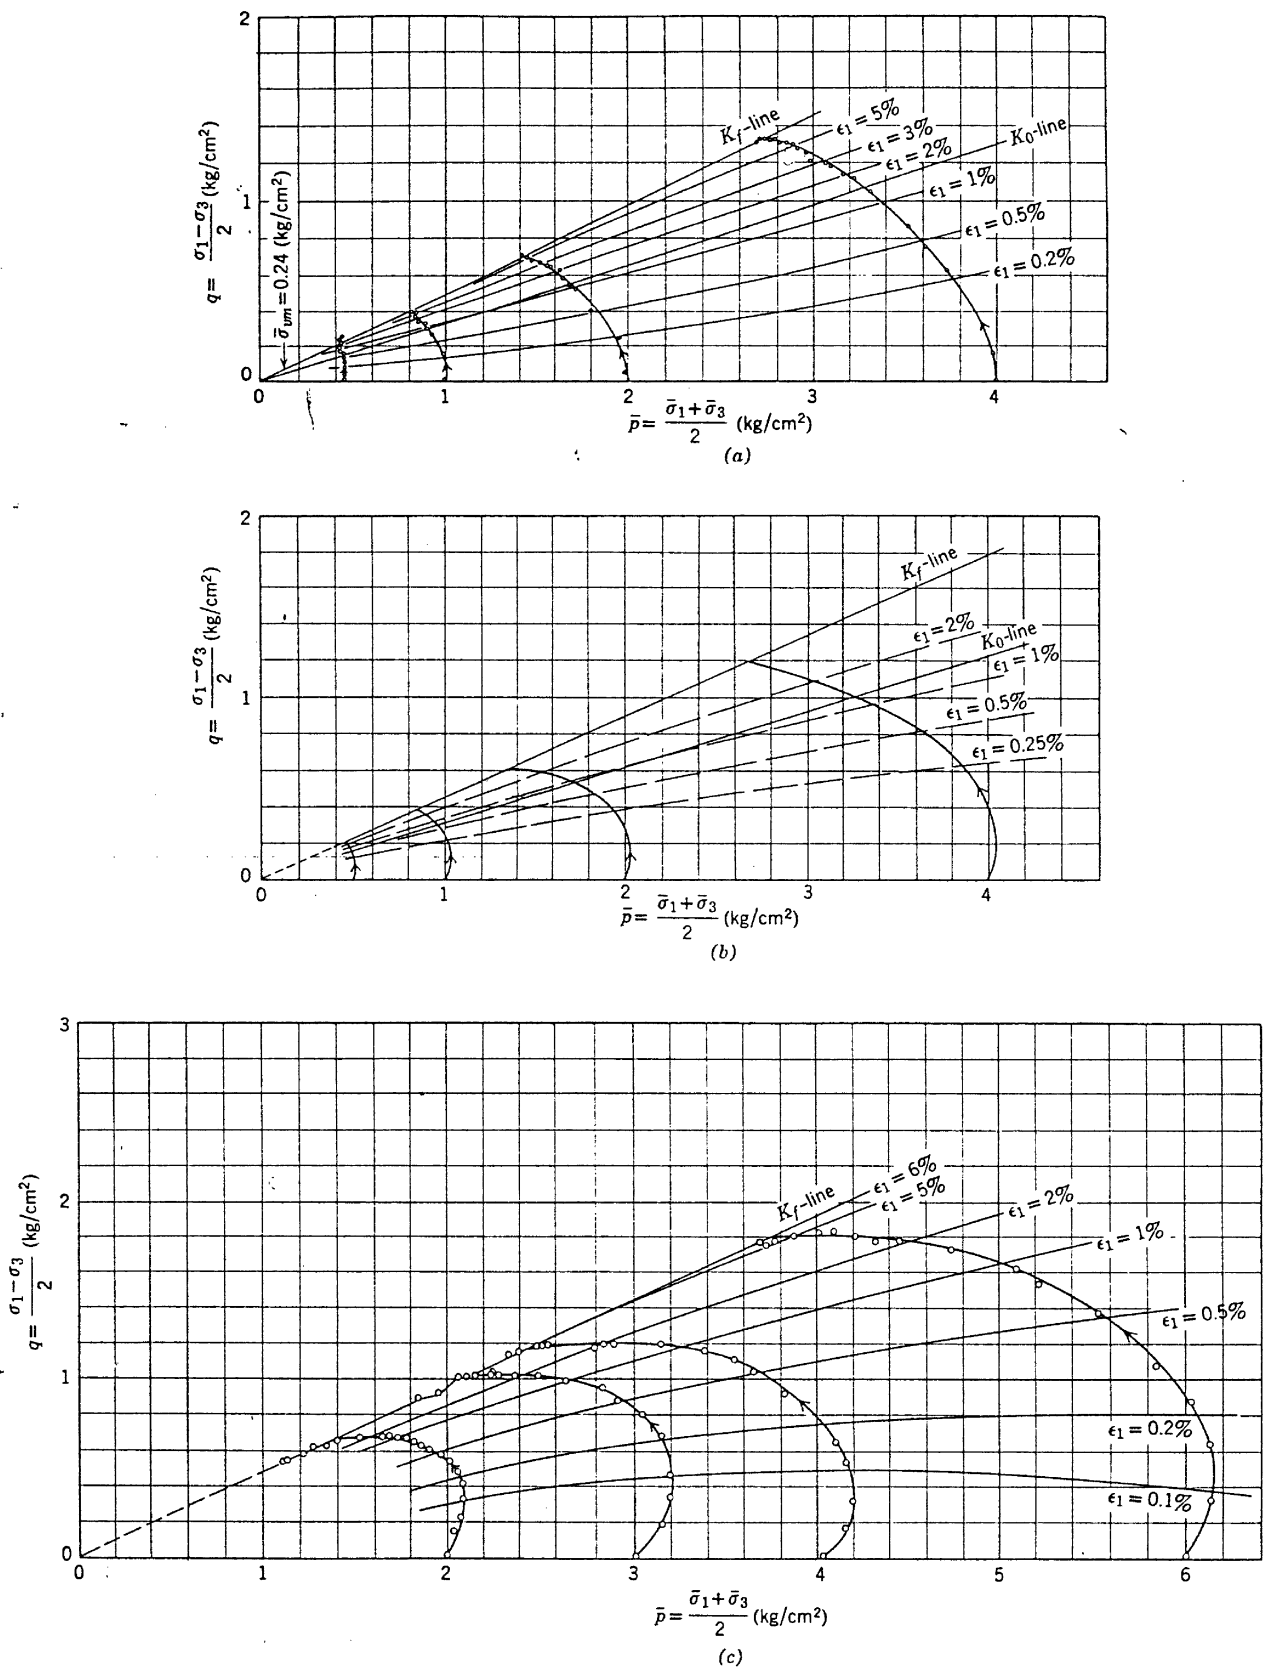 2
K_f-line
ϵ1 = 5%
ϵ1 = 3%
ϵ1 = 2%
K0-line
ϵ1 = 1%
ϵ1 = 0.5%
ϵ1 = 0.2%
1
0
q = σ1−σ3/2 (kg/cm²)
σ̄vm = 0.24 (kg/cm²)
0 1 2 3 4
p̄ = σ̄1+σ̄3/2 (kg/cm²)
(a)
2
K_f-line
ϵ1 = 2%
K0-line
ϵ1 = 1%
ϵ1 = 0.5%
ϵ1 = 0.25%
1
0
q = σ1−σ3/2 (kg/cm²)
0 1 2 3 4
p̄ = σ̄1+σ̄3/2 (kg/cm²)
(b)
3
2
K_f-line
ϵ1 = 6%
ϵ1 = 5%
ϵ1 = 2%
ϵ1 = 1%
ϵ1 = 0.5%
ϵ1 = 0.2%
ϵ1 = 0.1%
1
0
q = σ1−σ3/2 (kg/cm²)
0 1 2 3 4 5 6
p̄ = σ̄1+σ̄3/2 (kg/cm²)
(c)